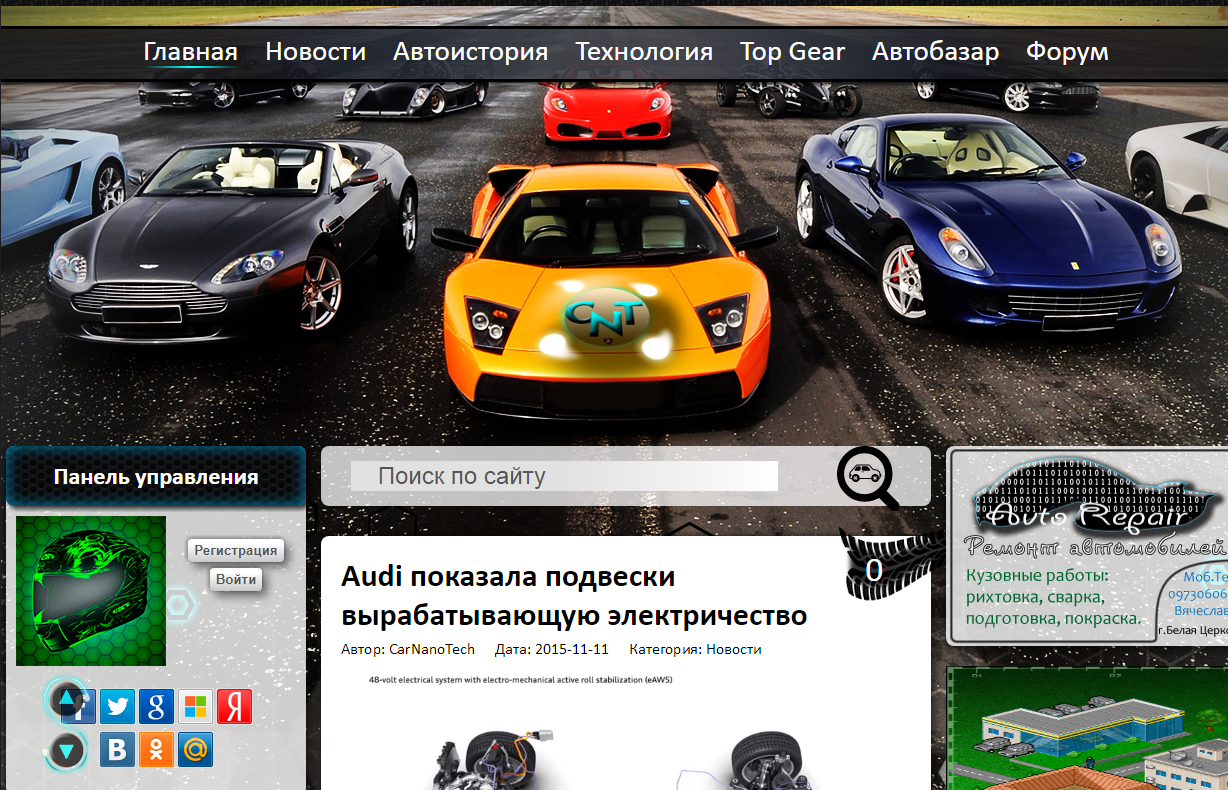 Главная Новости Автоистория Технология Top Gear Автобазар Форум
CNT
Панель управления
Поиск по сайту
Регистрация
Войти
Audi показала подвески
вырабатывающую электричество
0
Автор: CarNanoTech Дата: 2015-11-11 Категория: Новости
48-volt electrical system with electro-mechanical active roll stabilization (eAWS)
Auto Repair
Ремонт автомобилей
Кузовные работы:
рихтовка, сварка,
подготовка, покраска.
Моб.Те
09730606
Вячеслав
г.Белая Церк